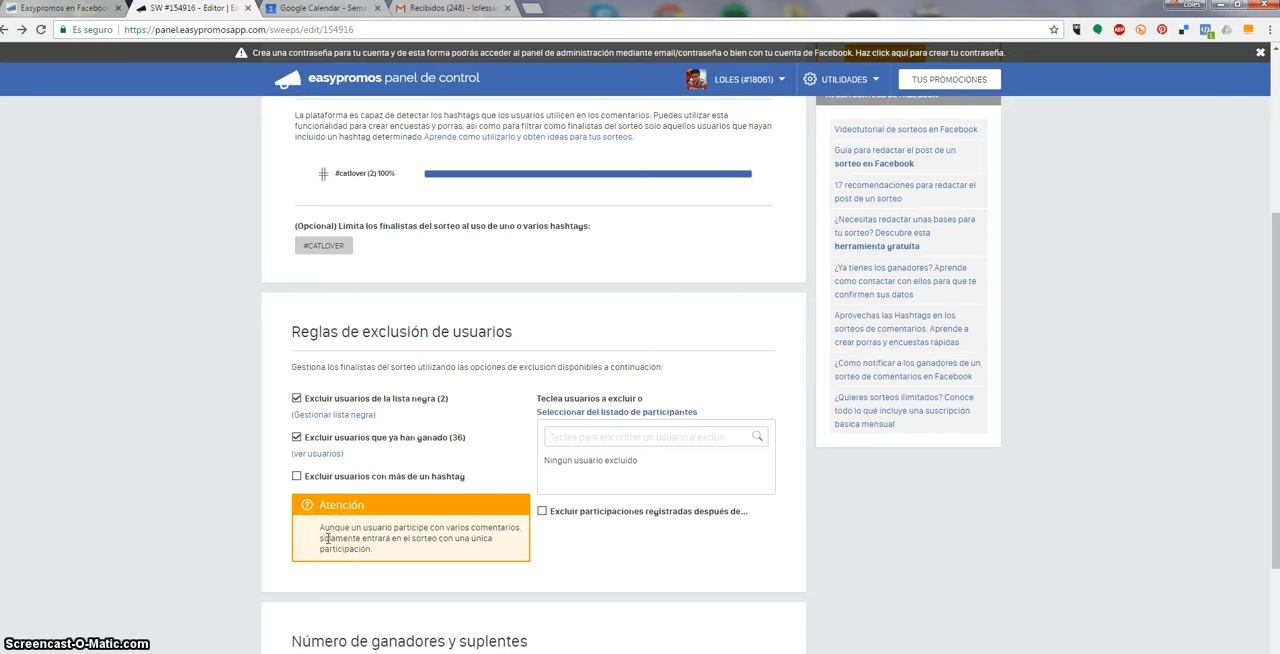 Easypromos en Facebook
SW #154916 - Editor | Ea
Google Calendar - Sema
Recibidos (248) - lolessa
Loles
Es seguro
https://panel.easypromosapp.com/sweeps/edit/154916
Crea una contraseña para tu cuenta y de esta forma podrás acceder al panel de administración mediante email/contraseña o bien con tu cuenta de Facebook. Haz click aquí para crear tu contraseña.
easypromos panel de control
LOLES (#18061)
UTILIDADES
TUS PROMOCIONES
La plataforma es capaz de detectar los hashtags que los usuarios utilicen en los comentarios. Puedes utilizar esta
funcionalidad para crear encuestas y porras, así como para filtrar como finalistas del sorteo sólo aquellos usuarios que hayan
incluido un hashtag determinado. Aprende cómo utilizarlo y obtén ideas para tus sorteos.
#catlover (2) 100%
(Opcional) Limita los finalistas del sorteo al uso de uno o varios hashtags:
#CATLOVER
Reglas de exclusión de usuarios
Gestiona los finalistas del sorteo utilizando las opciones de exclusión disponibles a continuación:
Excluir usuarios de la lista negra (2)
(Gestionar lista negra)
Excluir usuarios que ya han ganado (36)
(ver usuarios)
Excluir usuarios con más de un hashtag
Atención
Aunque un usuario participe con varios comentarios,
solamente entrará en el sorteo con una única
participación.
Teclea usuarios a excluir o
Seleccionar del listado de participantes
Teclea para encontrar un usuario a excluir
Ningún usuario excluido
Excluir participaciones registradas después de...
Número de ganadores y suplentes
Videotutorial de sorteos en Facebook
Guía para redactar el post de un
sorteo en Facebook
17 recomendaciones para redactar el
post de un sorteo
¿Necesitas redactar unas bases para
tu sorteo? Descubre esta
herramienta gratuita
¿Ya tienes los ganadores? Aprende
como contactar con ellos para que te
confirmen sus datos
Aprovechas las Hashtags en los
sorteos de comentarios. Aprende a
crear porras y encuestas rápidas
¿Cómo notificar a los ganadores de un
sorteo de comentarios en Facebook
¿Quieres sorteos ilimitados? Conoce
todo lo qué incluye una suscripción
básica mensual
Screencast-O-Matic.com